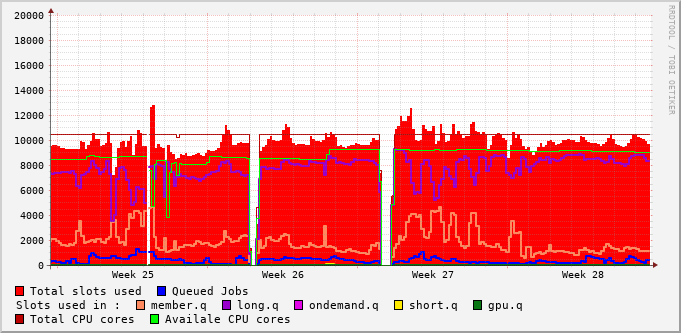 20000
18000
16000
14000
12000
10000
8000
6000
4000
2000
0
Week 25 Week 26 Week 27 Week 28
Total slots used Queued Jobs
Slots used in : member.q long.q ondemand.q short.q gpu.q
Total CPU cores Availale CPU cores
RRDTOOL / TOBI OETIKER